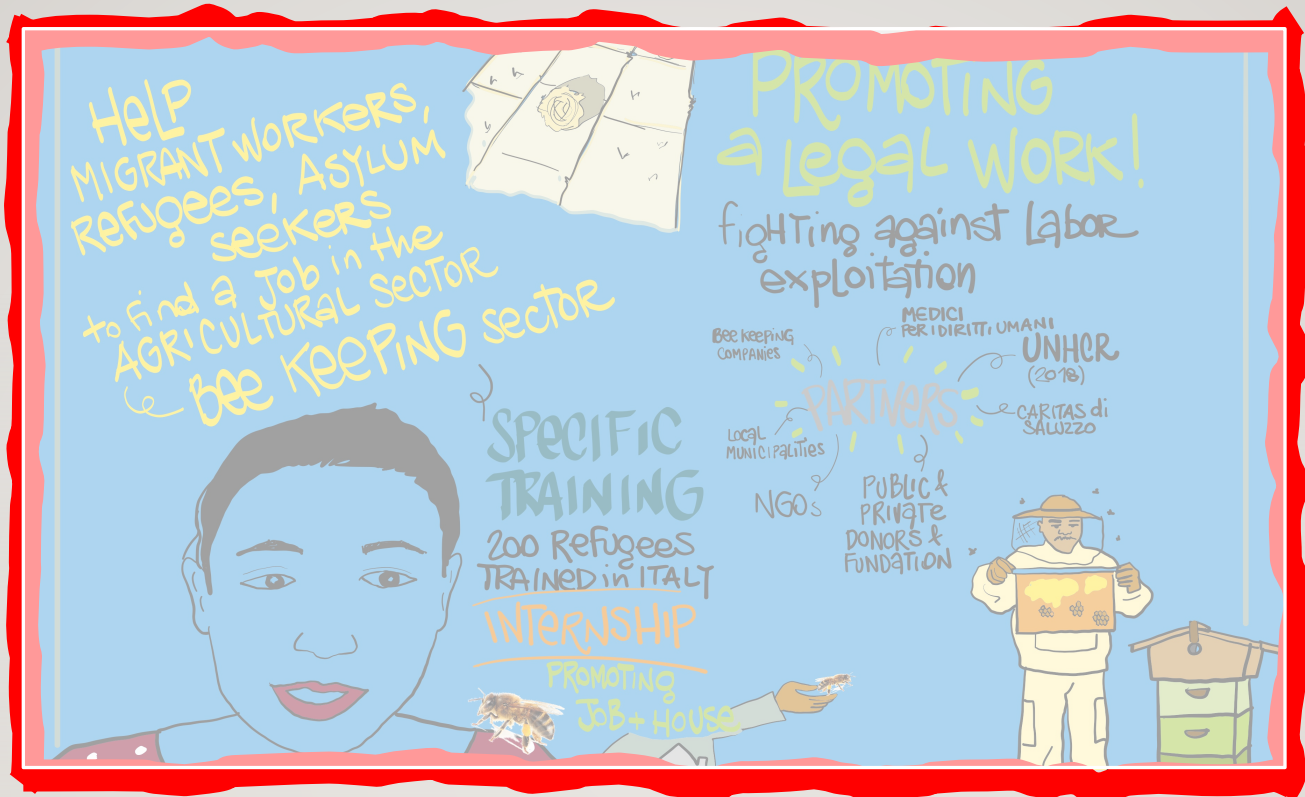 HELP
MIGRANT WORKERS,
REFUGEES, ASYLUM
SEEKERS
to find a Job in the
AGRICULTURAL SECTOR
BEE KEEPING sector
SPECIFIC
TRAINING
200 Refugees
TRAINED in ITALY
INTERNSHIP
PROMOTING
JOB + HOUSE
PROMOTING
a Legal WORK!
fighting against Labor
exploitation
PARTNERS
Bee keeping
COMPANIES
MEDICI
PER I DIRITTI UMANI
UNHCR
(2018)
CARITAS di
SALUZZO
LOCAL
MUNICIPALITIES
NGOs
PUBLIC &
PRIVATE
DONORS &
FUNDATION